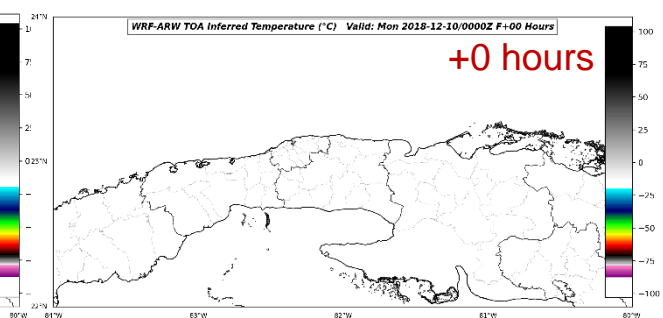 24°N
WRF-ARW TOA Inferred Temperature (°C) Valid: Mon 2018-12-10/0000Z F+00 Hours
+0 hours
100
75
50
25
0
−25
−50
−75
−100
23°N
22°N
80°W
84°W
83°W
82°W
81°W
80°W